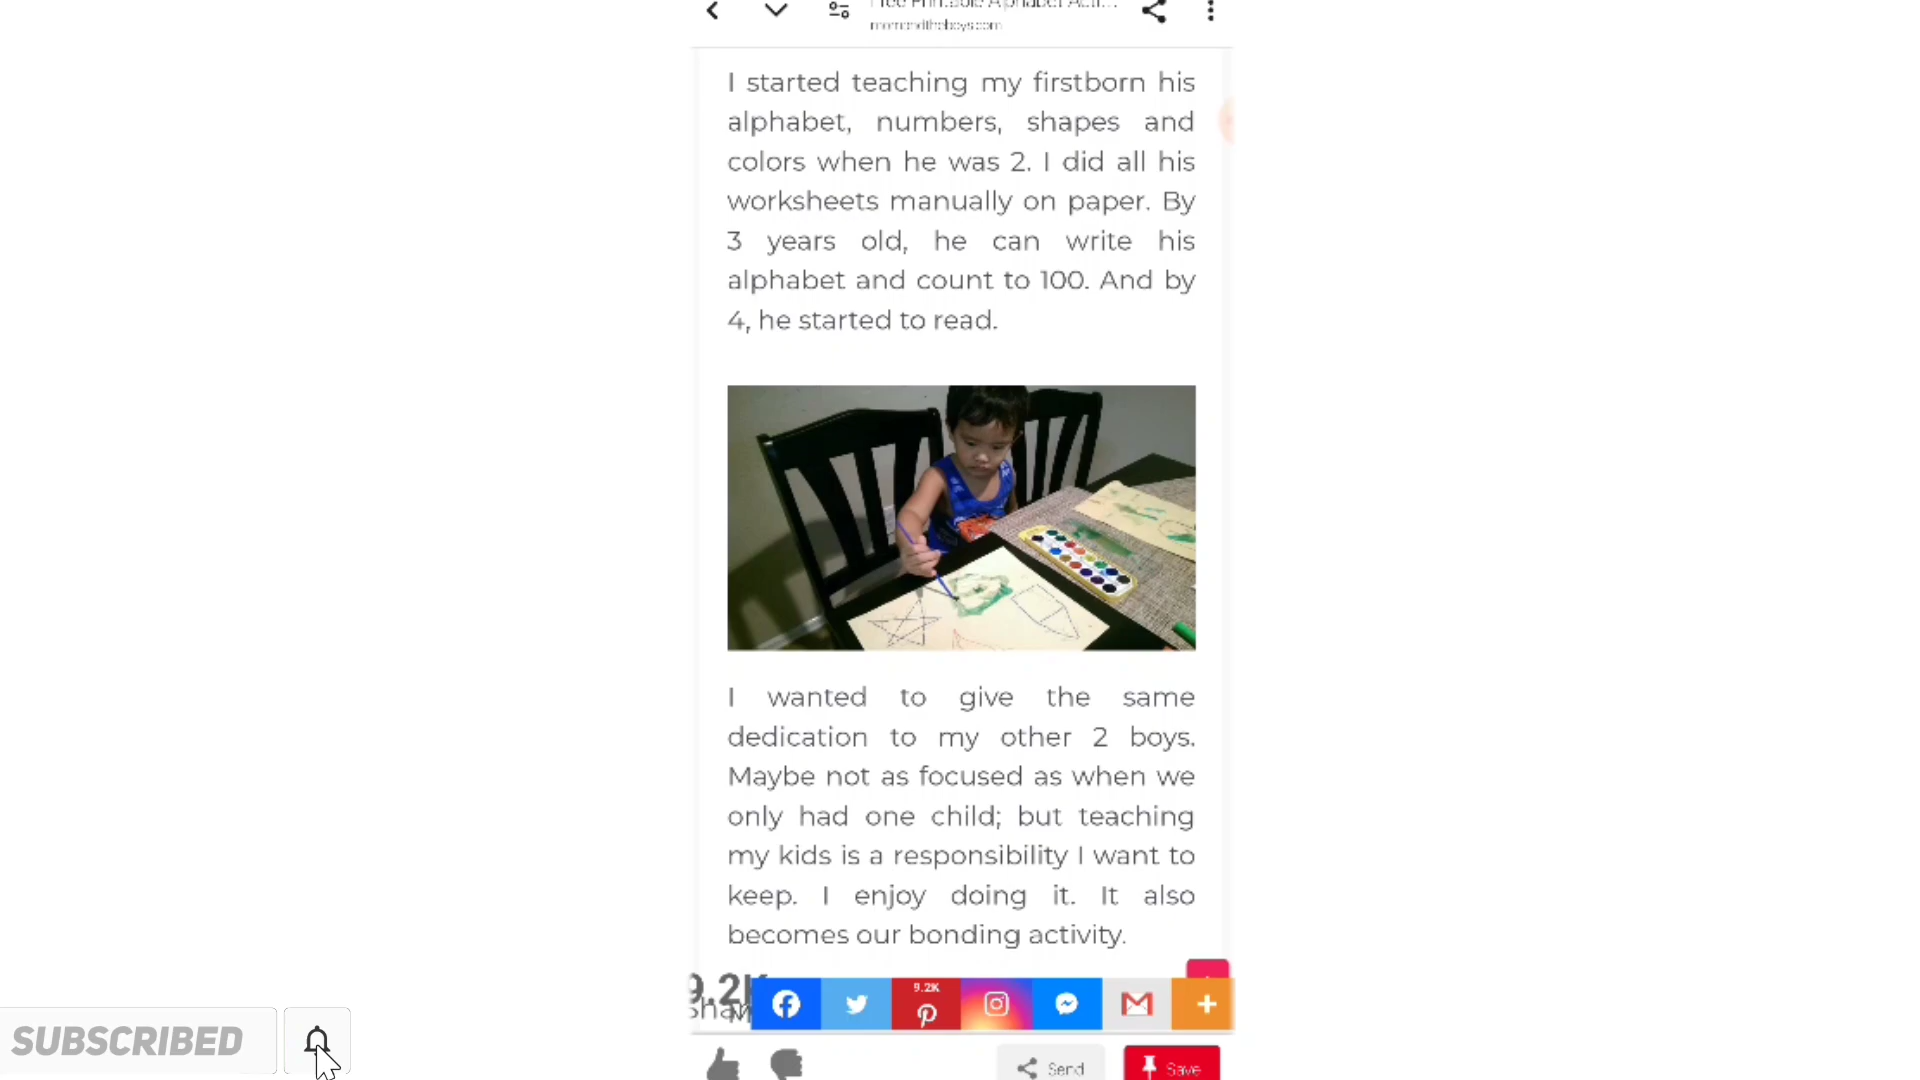 momandtheboys.com
I started teaching my firstborn his
alphabet, numbers, shapes and
colors when he was 2. I did all his
worksheets manually on paper. By
3 years old, he can write his
alphabet and count to 100. And by
4, he started to read.
I wanted to give the same
dedication to my other 2 boys.
Maybe not as focused as when we
only had one child; but teaching
my kids is a responsibility I want to
keep. I enjoy doing it. It also
becomes our bonding activity.
9.2K
9.2K
SUBSCRIBED
Send
Save